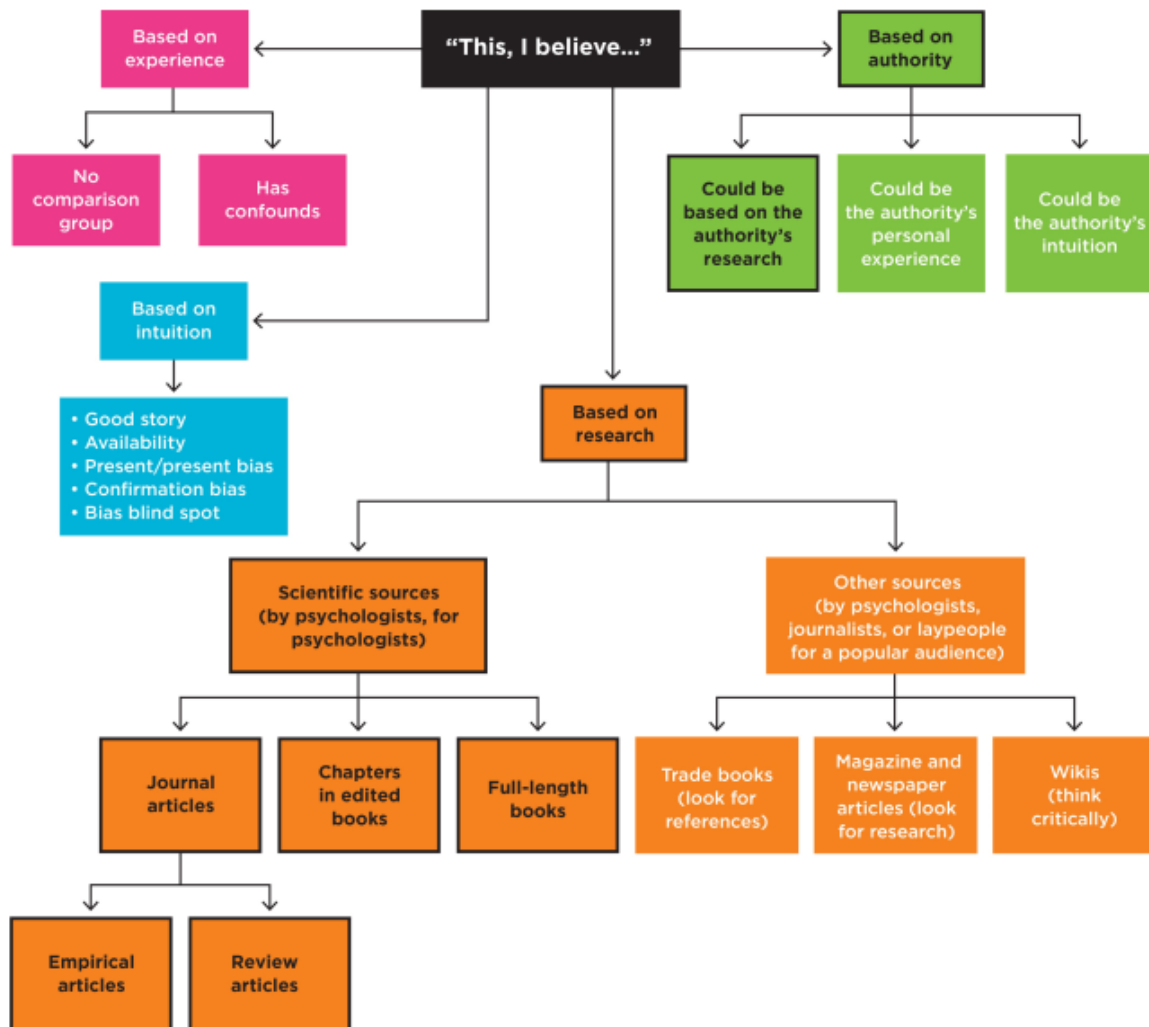 Based on
experience
“This, I believe...”
Based on
authority
No
comparison
group
Has
confounds
Could be
based on the
authority’s
research
Could be
the authority’s
personal
experience
Could be
the authority’s
intuition
Based on
intuition
• Good story
• Availability
• Present/present bias
• Confirmation bias
• Bias blind spot
Based on
research
Scientific sources
(by psychologists, for
psychologists)
Other sources
(by psychologists,
journalists, or laypeople
for a popular audience)
Journal
articles
Chapters
in edited
books
Full-length
books
Trade books
(look for
references)
Magazine and
newspaper
articles (look
for research)
Wikis
(think
critically)
Empirical
articles
Review
articles